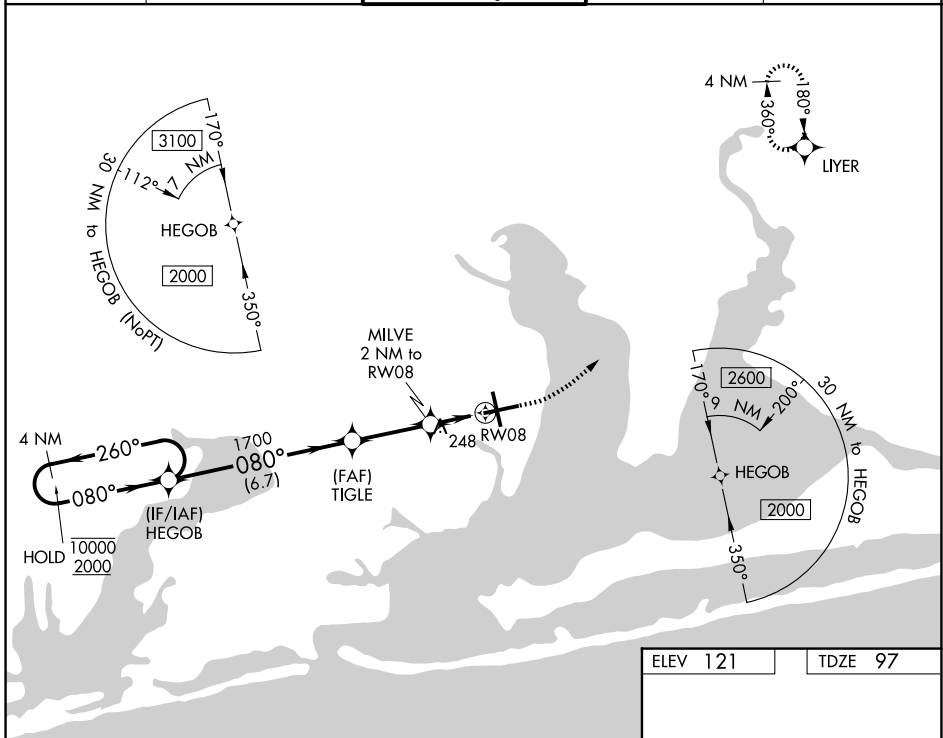 4 NM
360°
180°
LIYER
170°
3100
7 NM
112°
30 NM to HEGOB (NoPT)
HEGOB
2000
350°
MILVE
2 NM to
RW08
248
RW08
170°
2600
9 NM
200°
30 NM to HEGOB
HEGOB
2000
350°
4 NM
260°
080°
1700
080°
(6.7)
(FAF)
TIGLE
(IF/IAF)
HEGOB
HOLD
10000
2000
ELEV 121
TDZE 97